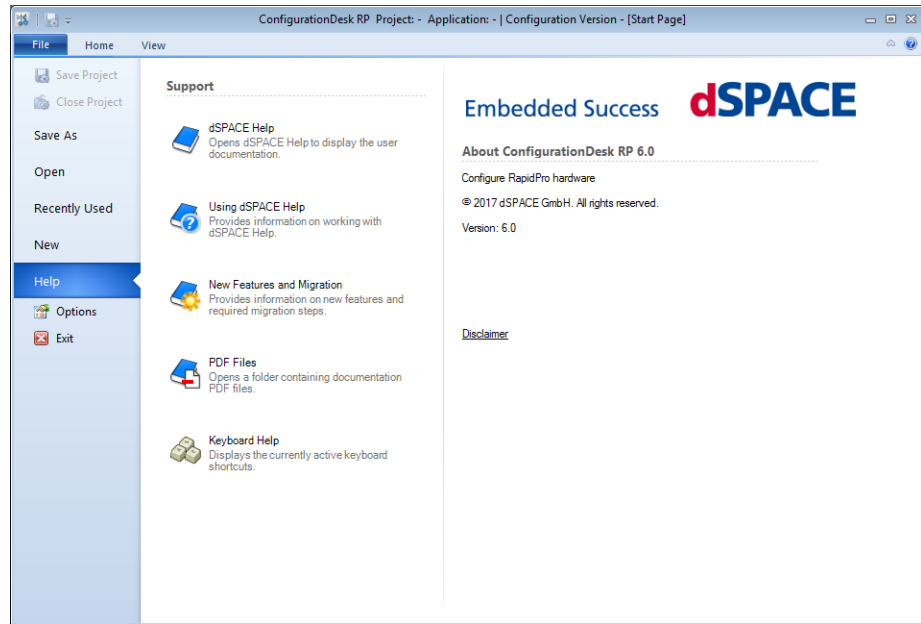 ConfigurationDesk RP Project: - Application: - | Configuration Version - [Start Page]
File Home View
Save Project
Close Project
Save As
Open
Recently Used
New
Help
Options
Exit
Support
dSPACE Help
Opens dSPACE Help to display the user
documentation.
Using dSPACE Help
Provides information on working with
dSPACE Help.
New Features and Migration
Provides information on new features and
required migration steps.
PDF Files
Opens a folder containing documentation
PDF files.
Keyboard Help
Displays the currently active keyboard
shortcuts.
Embedded Success dSPACE
About ConfigurationDesk RP 6.0
Configure RapidPro hardware
© 2017 dSPACE GmbH. All rights reserved.
Version: 6.0
Disclaimer